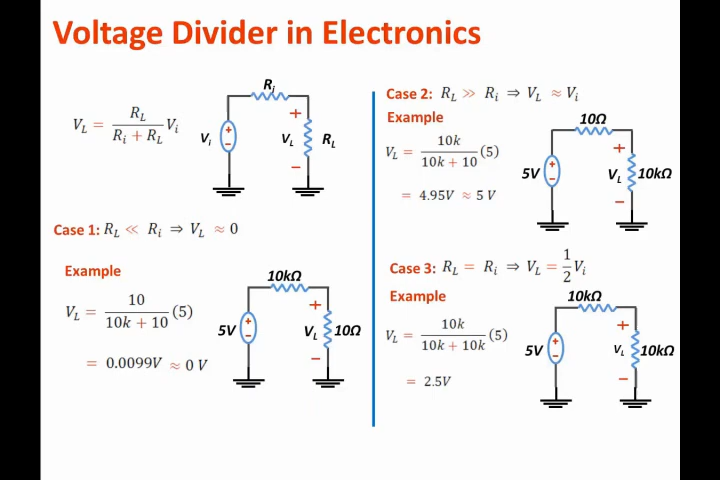 Voltage Divider in Electronics
V_L = R_L / (R_i + R_L) V_i
R_i
V_i
+
-
+
V_L
-
R_L
Case 1: R_L ≪ R_i ⇒ V_L ≈ 0
Example
V_L = 10 / (10k + 10) (5)
= 0.0099V ≈ 0 V
10kΩ
5V
+
-
+
V_L
-
10Ω
Case 2: R_L ≫ R_i ⇒ V_L ≈ V_i
Example
V_L = 10k / (10k + 10) (5)
= 4.95V ≈ 5 V
10Ω
5V
+
-
+
V_L
-
10kΩ
Case 3: R_L = R_i ⇒ V_L = 1/2 V_i
Example
V_L = 10k / (10k + 10k) (5)
= 2.5V
10kΩ
5V
+
-
+
V_L
-
10kΩ